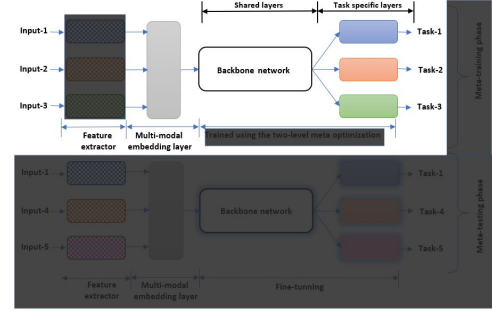 Shared layers
Task specific layers
Input-1
Task-1
Input-2
Backbone network
Task-2
Input-3
Task-3
Meta-training phase
Feature
extractor
Multi-modal
embedding layer
Trained using the two-level meta optimization
Input-1
Task-1
Input-4
Backbone network
Task-4
Input-5
Task-5
Meta-testing phase
Feature
extractor
Multi-modal
embedding layer
Fine-tunning